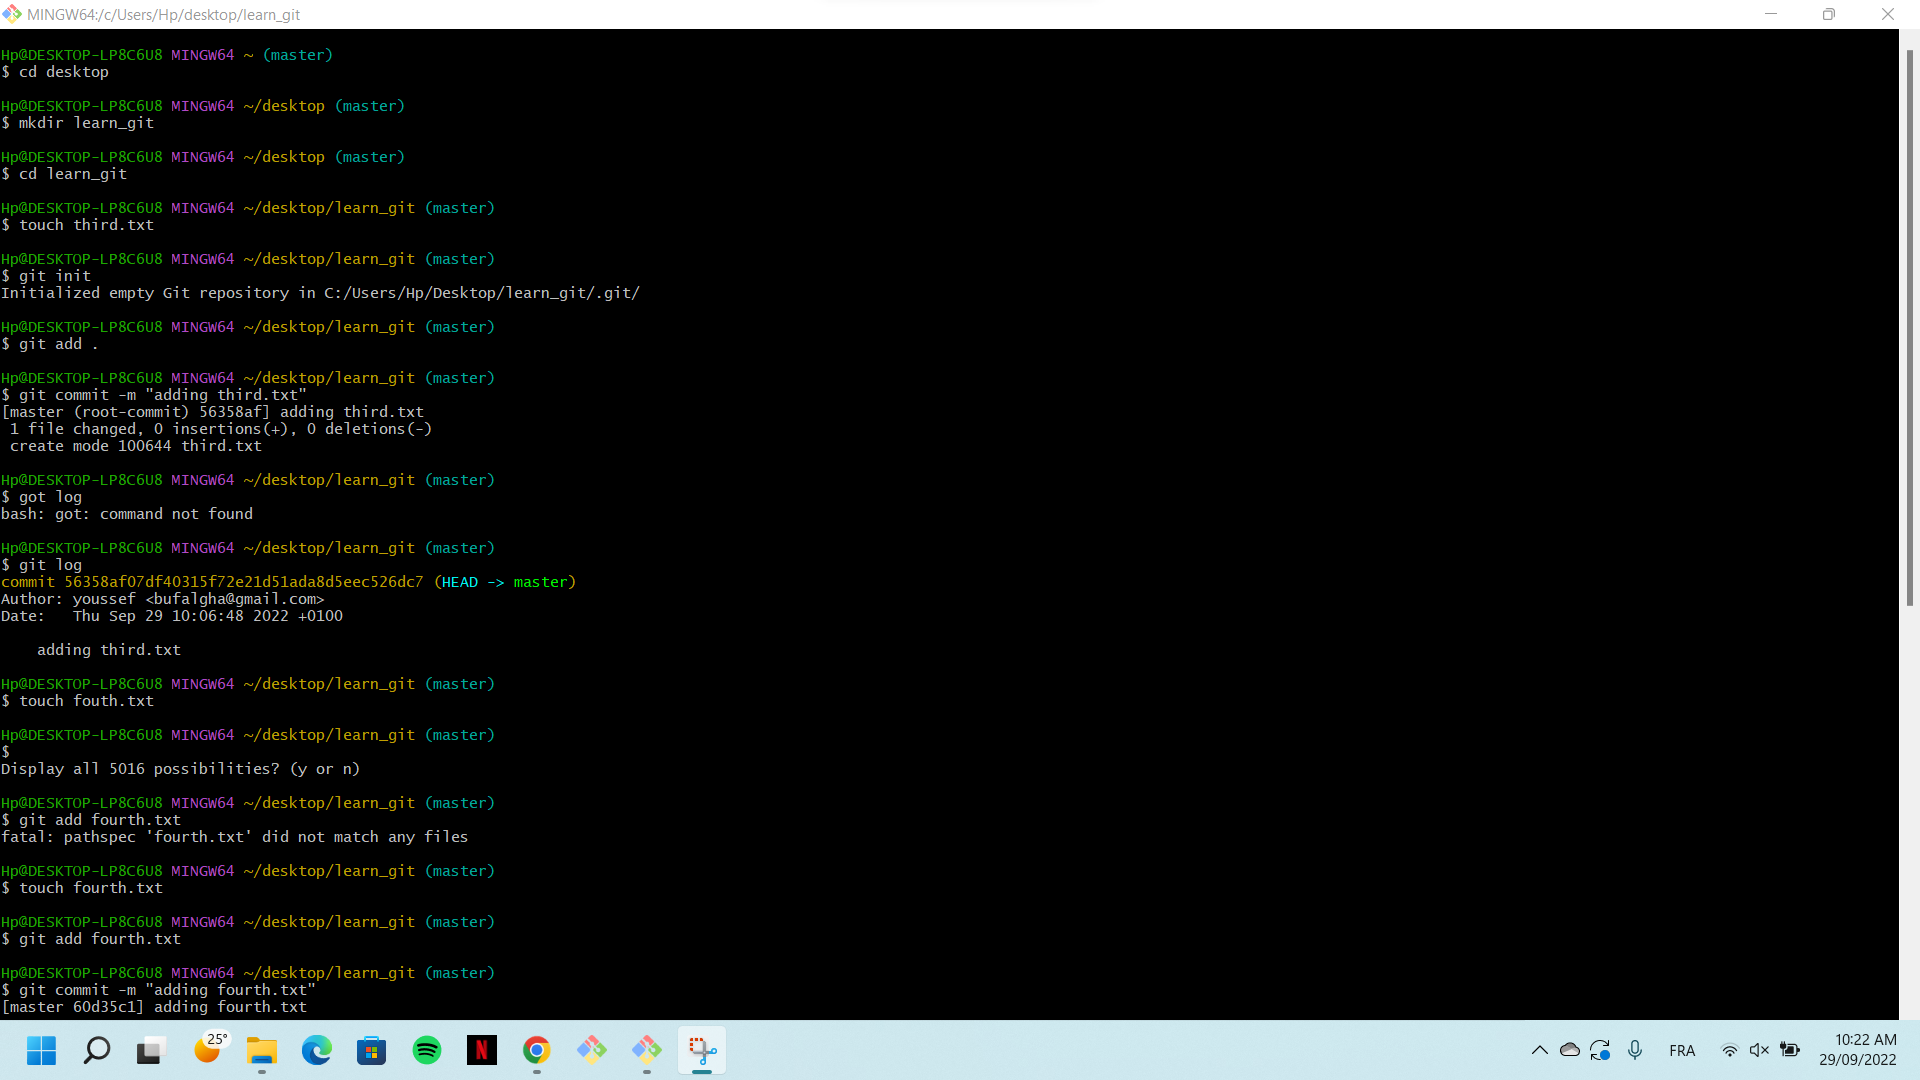 MINGW64:/c/Users/Hp/desktop/learn_git
Hp@DESKTOP-LP8C6U8 MINGW64 ~ (master)
$ cd desktop
Hp@DESKTOP-LP8C6U8 MINGW64 ~/desktop (master)
$ mkdir learn_git
Hp@DESKTOP-LP8C6U8 MINGW64 ~/desktop (master)
$ cd learn_git
Hp@DESKTOP-LP8C6U8 MINGW64 ~/desktop/learn_git (master)
$ touch third.txt
Hp@DESKTOP-LP8C6U8 MINGW64 ~/desktop/learn_git (master)
$ git init
Initialized empty Git repository in C:/Users/Hp/Desktop/learn_git/.git/
Hp@DESKTOP-LP8C6U8 MINGW64 ~/desktop/learn_git (master)
$ git add .
Hp@DESKTOP-LP8C6U8 MINGW64 ~/desktop/learn_git (master)
$ git commit -m "adding third.txt"
[master (root-commit) 56358af] adding third.txt
 1 file changed, 0 insertions(+), 0 deletions(-)
 create mode 100644 third.txt
Hp@DESKTOP-LP8C6U8 MINGW64 ~/desktop/learn_git (master)
$ got log
bash: got: command not found
Hp@DESKTOP-LP8C6U8 MINGW64 ~/desktop/learn_git (master)
$ git log
commit 56358af07df40315f72e21d51ada8d5eec526dc7 (HEAD -> master)
Author: youssef <bufalgha@gmail.com>
Date:   Thu Sep 29 10:06:48 2022 +0100
    adding third.txt
Hp@DESKTOP-LP8C6U8 MINGW64 ~/desktop/learn_git (master)
$ touch fouth.txt
Hp@DESKTOP-LP8C6U8 MINGW64 ~/desktop/learn_git (master)
$
Display all 5016 possibilities? (y or n)
Hp@DESKTOP-LP8C6U8 MINGW64 ~/desktop/learn_git (master)
$ git add fourth.txt
fatal: pathspec 'fourth.txt' did not match any files
Hp@DESKTOP-LP8C6U8 MINGW64 ~/desktop/learn_git (master)
$ touch fourth.txt
Hp@DESKTOP-LP8C6U8 MINGW64 ~/desktop/learn_git (master)
$ git add fourth.txt
Hp@DESKTOP-LP8C6U8 MINGW64 ~/desktop/learn_git (master)
$ git commit -m "adding fourth.txt"
[master 60d35c1] adding fourth.txt
25°
N
FRA
10:22 AM
29/09/2022